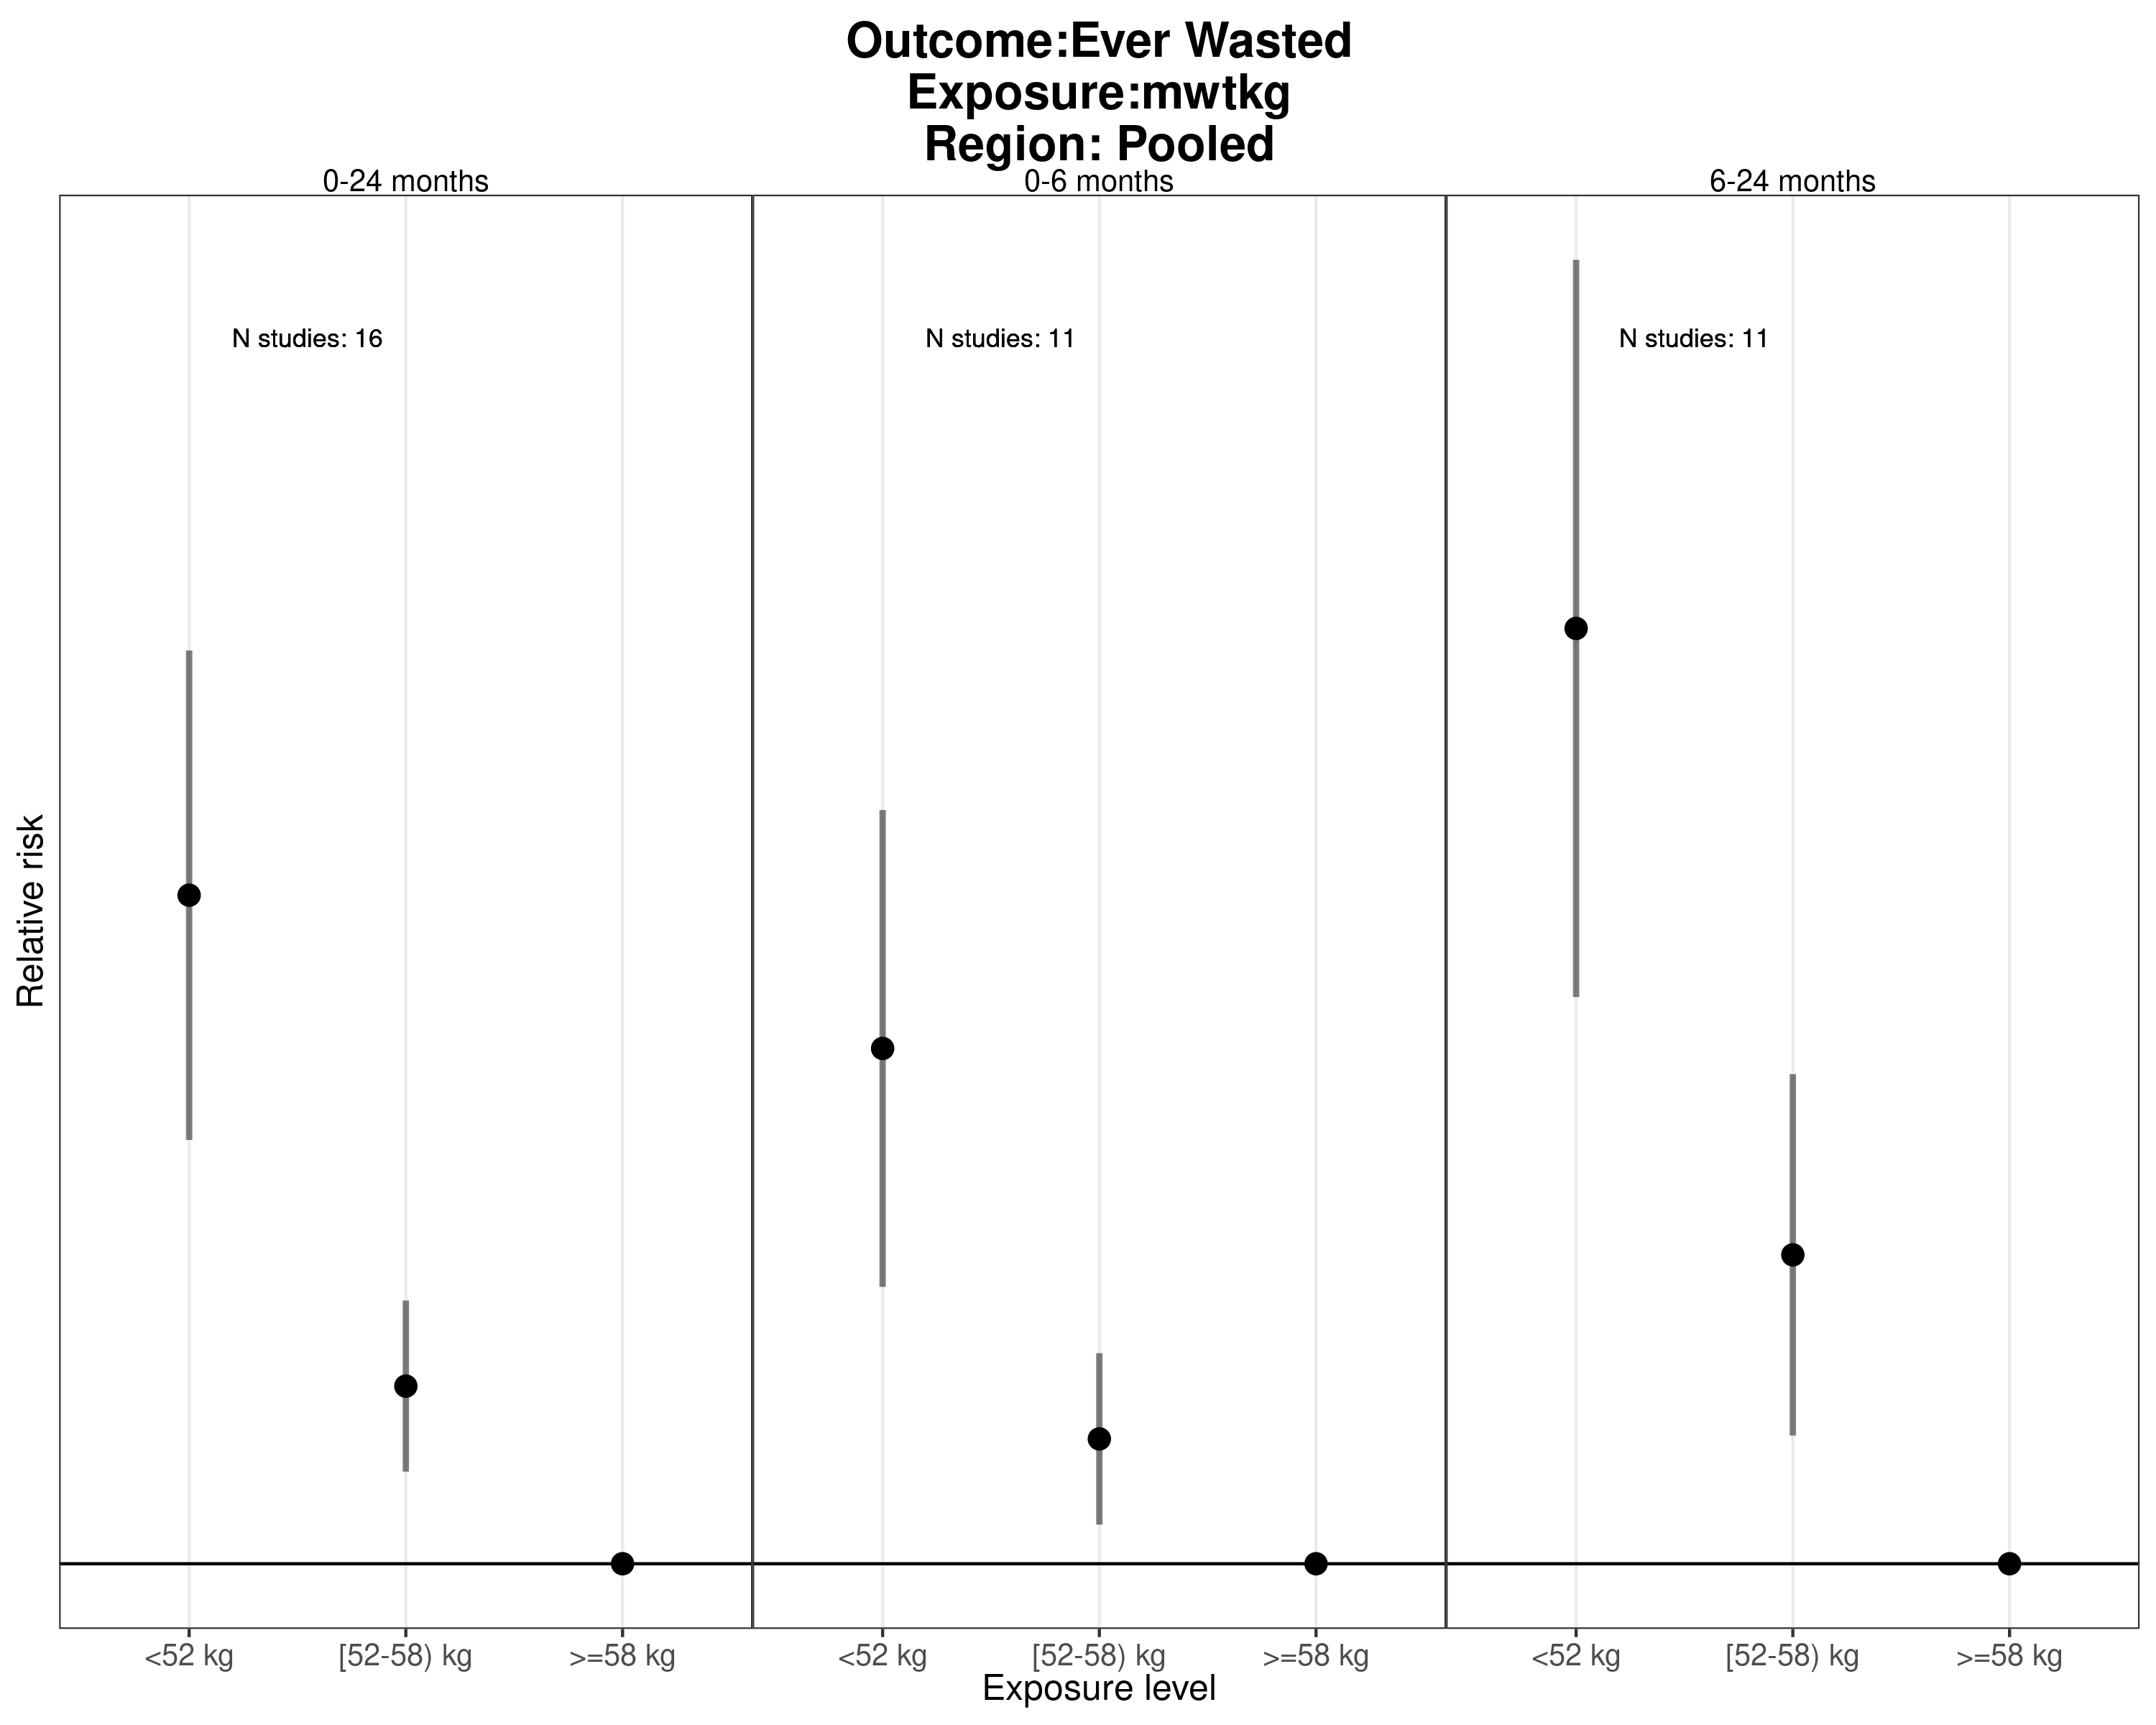 Outcome:Ever Wasted
Exposure:mwtkg
Region: Pooled
0-24 months
0-6 months
6-24 months
N studies: 16
N studies: 11
N studies: 11
Relative risk
<52 kg
[52-58) kg
>=58 kg
<52 kg
[52-58) kg
>=58 kg
<52 kg
[52-58) kg
>=58 kg
Exposure level